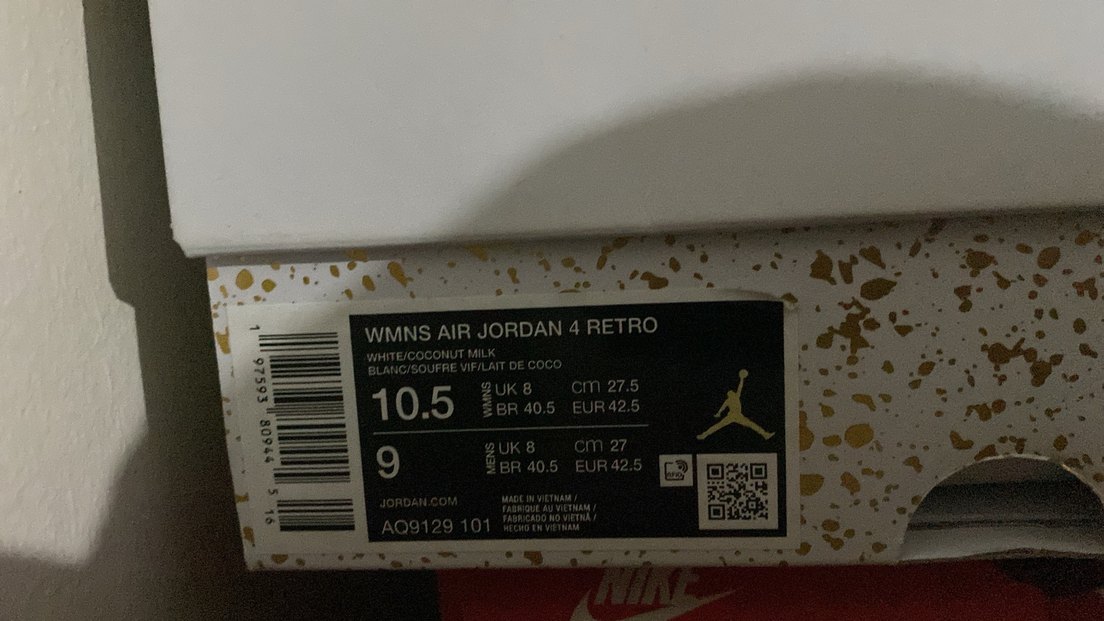 WMNS AIR JORDAN 4 RETRO
WHITE/COCONUT MILK
BLANC/SOUFRE VIF/LAIT DE COCO
10.5 WMNS UK 8 cm 27.5
BR 40.5 EUR 42.5
9 MENS UK 8 cm 27
BR 40.5 EUR 42.5
JORDAN.COM
AQ9129 101
MADE IN VIETNAM /
FABRIQUE AU VIETNAM /
FABRICADO NO VIETNÃ /
HECHO EN VIETNAM
1 97593 80944 5 16
NIKE